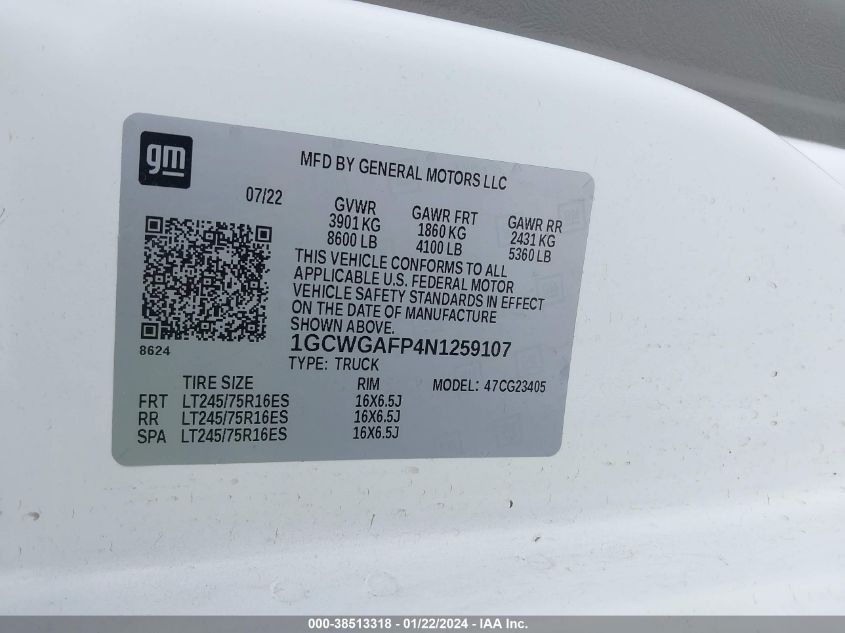 gm
MFD BY GENERAL MOTORS LLC
07/22
GVWR GAWR FRT GAWR RR
3901 KG 1860 KG 2431 KG
8600 LB 4100 LB 5360 LB
THIS VEHICLE CONFORMS TO ALL
APPLICABLE U.S. FEDERAL MOTOR
VEHICLE SAFETY STANDARDS IN EFFECT
ON THE DATE OF MANUFACTURE
SHOWN ABOVE.
8624
1GCWGAFP4N1259107
TYPE: TRUCK
TIRE SIZE RIM MODEL: 47CG23405
FRT LT245/75R16ES 16X6.5J
RR LT245/75R16ES 16X6.5J
SPA LT245/75R16ES 16X6.5J
000-38513318 - 01/22/2024 - IAAI.com